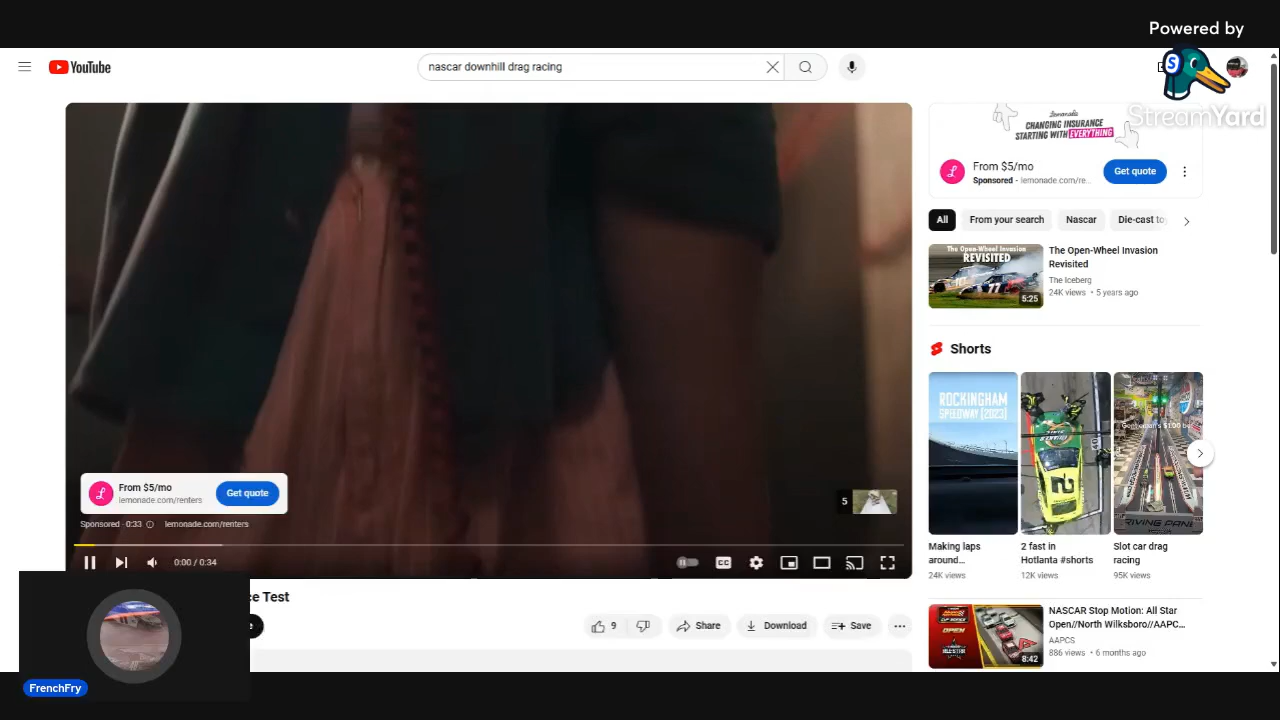 Powered by
StreamYard
YouTube
nascar downhill drag racing
Lemonade
CHANGING INSURANCE
STARTING WITH EVERYTHING
From $5/mo
Sponsored · lemonade.com/re...
Get quote
All
From your search
Nascar
Die-cast to
The Open-Wheel Invasion
REVISITED
5:25
The Open-Wheel Invasion
Revisited
The Iceberg
24K views • 5 years ago
Shorts
ROCKINGHAM
SPEEDWAY (2023)
Making laps
around...
24K views
2 fast in
Hotlanta #shorts
12K views
Slot car drag
racing
95K views
OPEN
8:42
NASCAR Stop Motion: All Star
Open//North Wilksboro//AAPC...
AAPCS
886 views • 6 months ago
From $5/mo
lemonade.com/renters
Get quote
5
Sponsored · 0:33
lemonade.com/renters
0:00 / 0:34
CC
ce Test
9
Share
Download
Save
FrenchFry